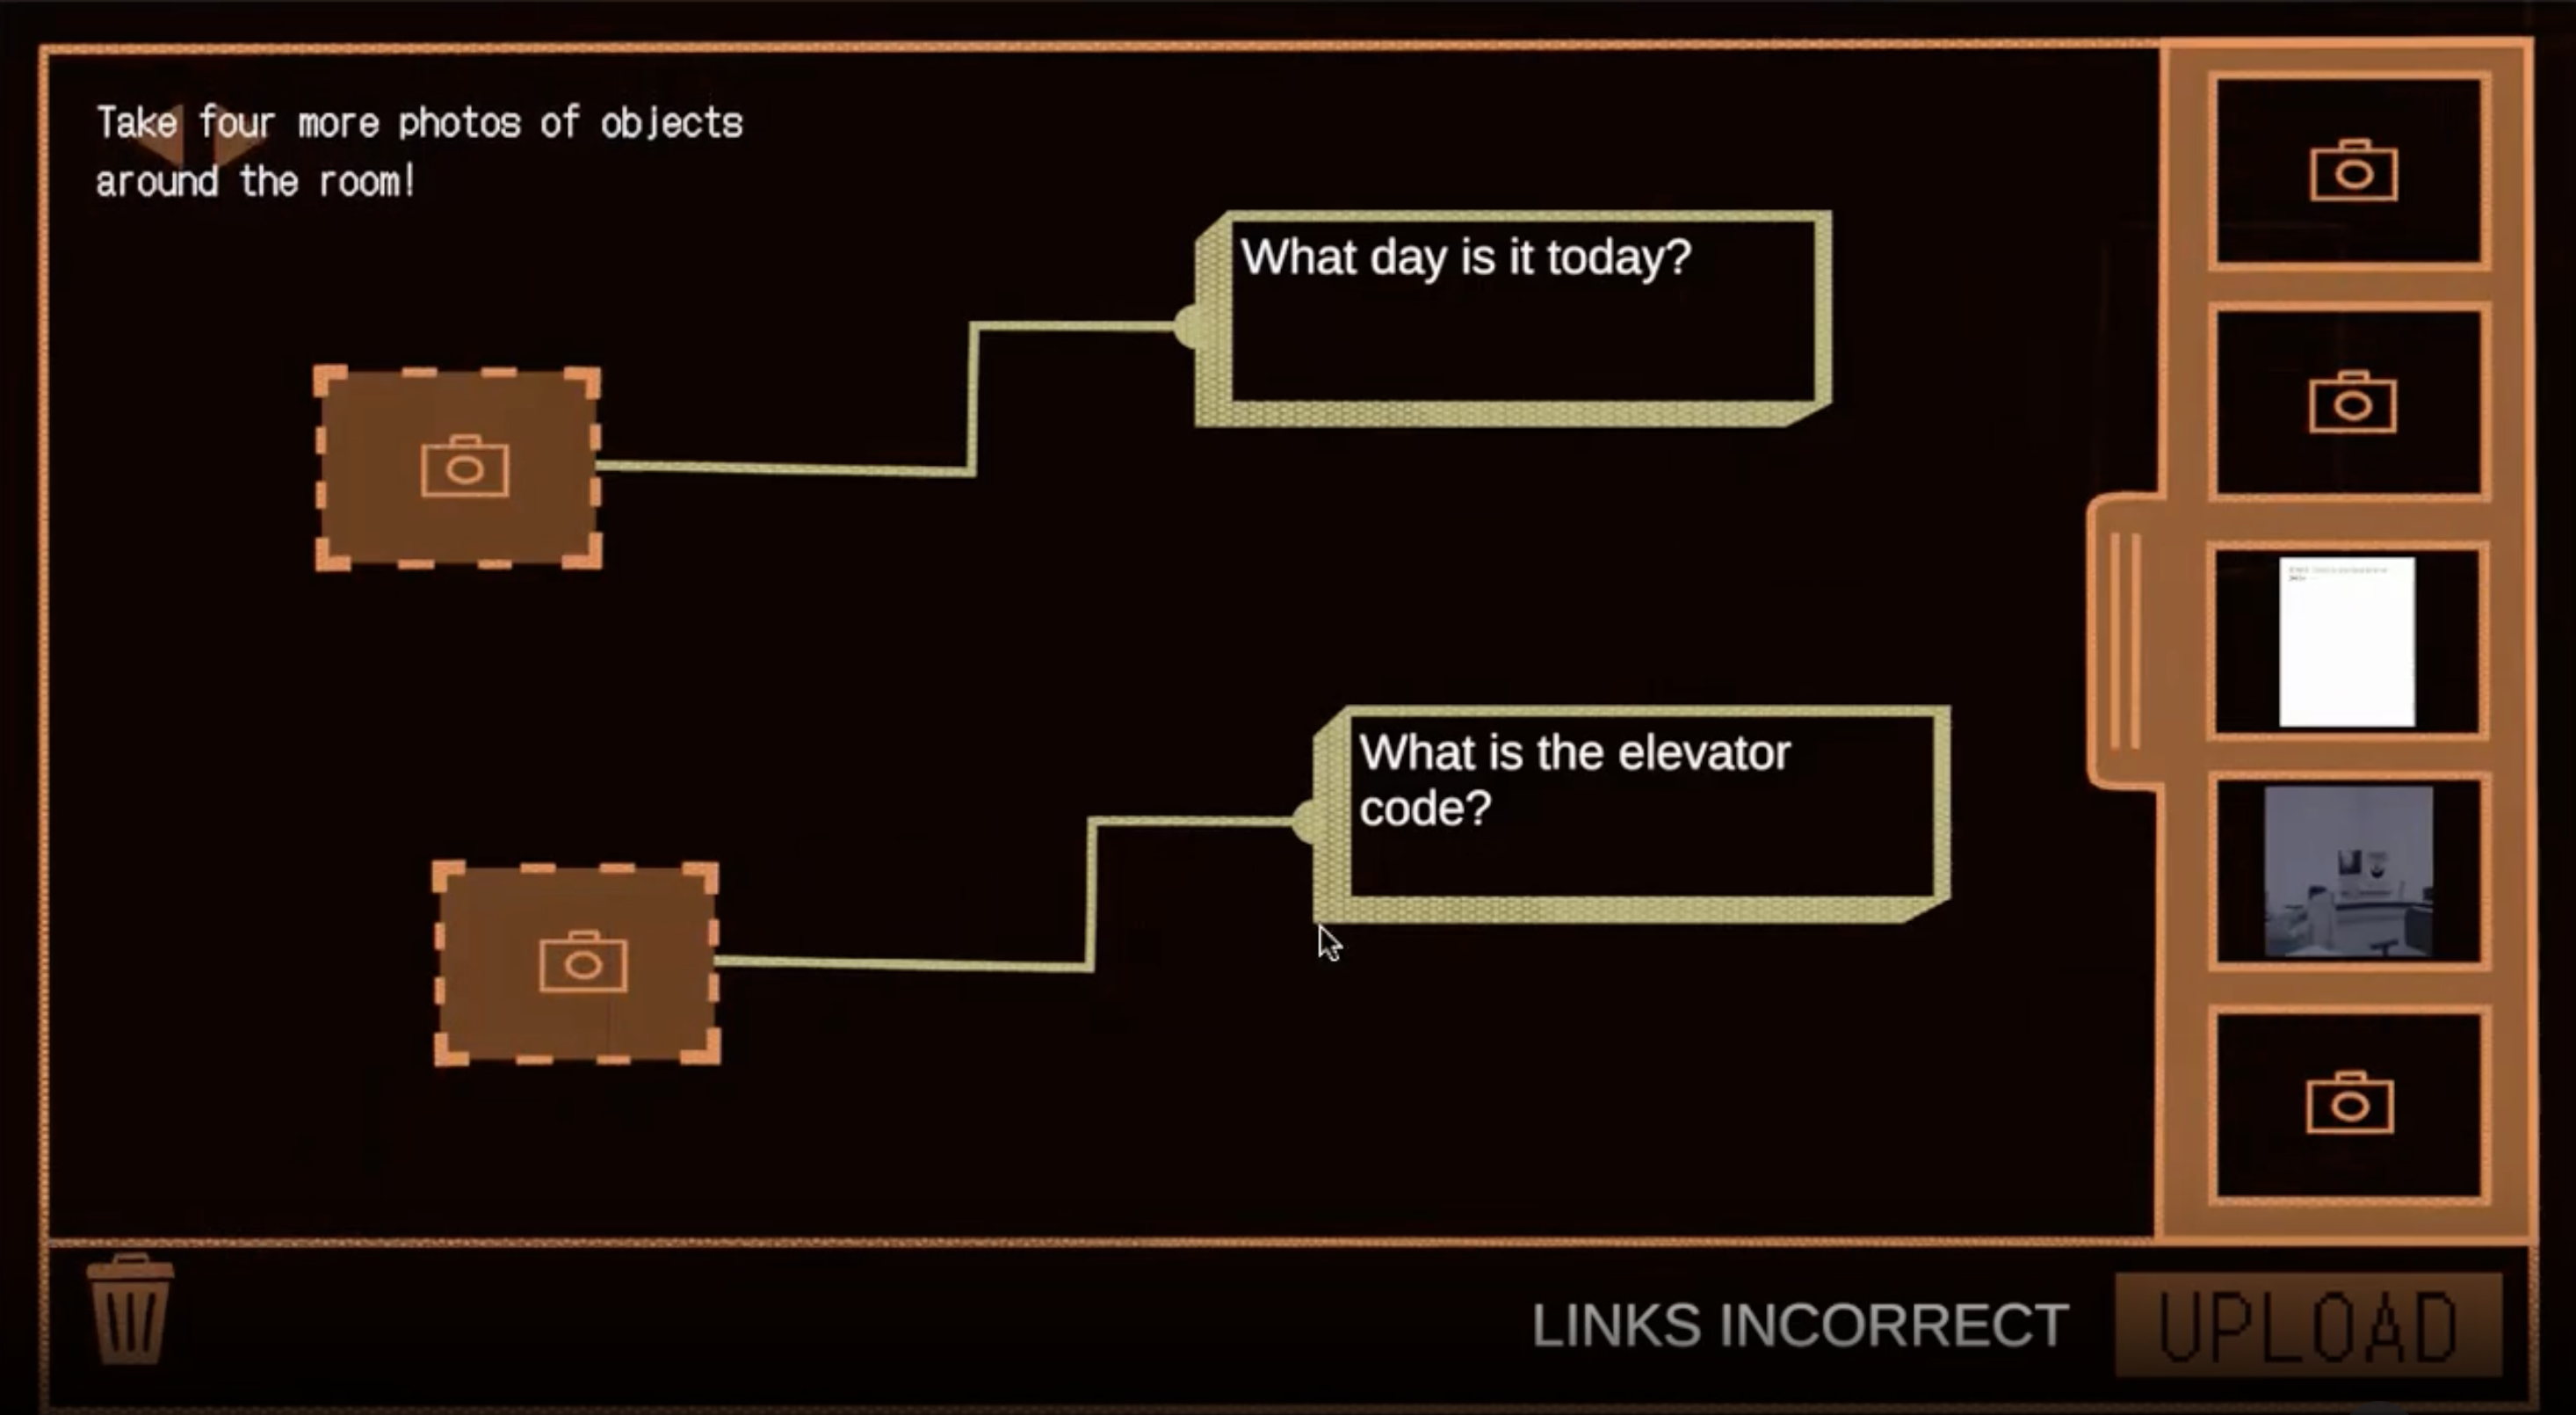 Take four more photos of objects
around the room!
What day is it today?
What is the elevator
code?
LINKS INCORRECT
UPLOAD